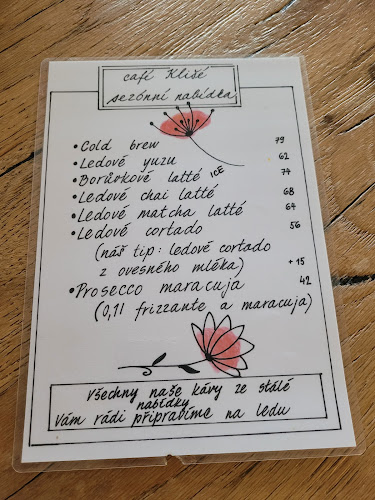 café Klišé
sezónní nabídka
• Cold brew 79
• Ledové yuzu 62
• Borůvkové latté ICE 74
• Ledové chai latté 68
• Ledové matcha latté 64
• Ledové cortado 56
(náš tip: ledové cortado
z ovesného mléka) +15
• Prosecco maracuja 42
(0,1l frizzante a maracuja)
všechny naše kávy ze stálé
nabídky
Vám rádi připravíme na ledu